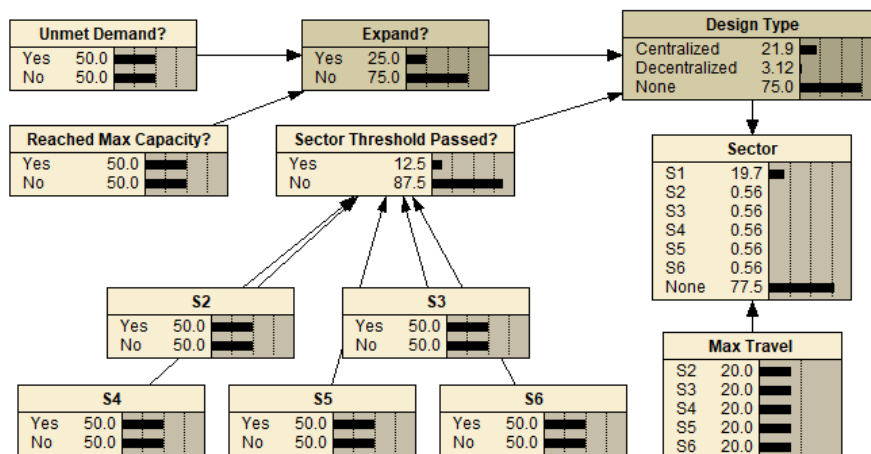 Unmet Demand?
Yes 50.0
No 50.0
Expand?
Yes 25.0
No 75.0
Design Type
Centralized 21.9
Decentralized 3.12
None 75.0
Reached Max Capacity?
Yes 50.0
No 50.0
Sector Threshold Passed?
Yes 12.5
No 87.5
Sector
S1 19.7
S2 0.56
S3 0.56
S4 0.56
S5 0.56
S6 0.56
None 77.5
S2
Yes 50.0
No 50.0
S3
Yes 50.0
No 50.0
Max Travel
S2 20.0
S3 20.0
S4 20.0
S5 20.0
S6 20.0
S4
Yes 50.0
No 50.0
S5
Yes 50.0
No 50.0
S6
Yes 50.0
No 50.0